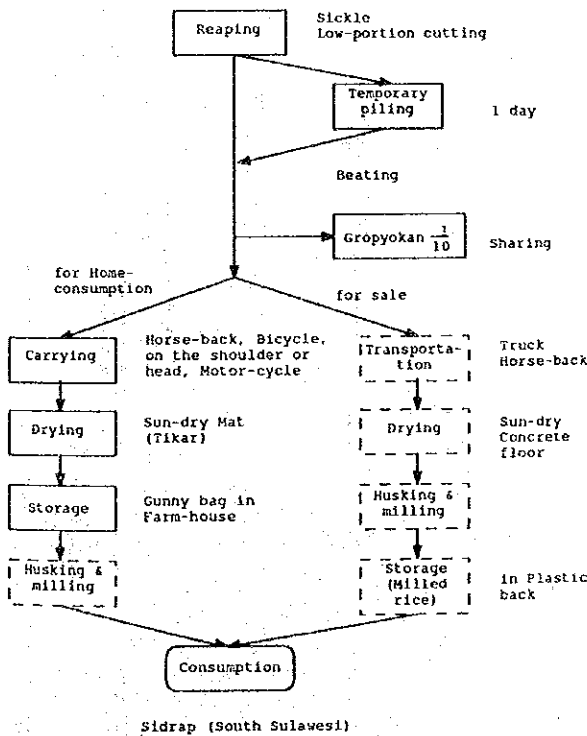 Reaping
Sickle
Low-portion cutting
Temporary
piling
1 day
Beating
Gropyokan 1/10
Sharing
for Home-
consumption
for sale
Carrying
Horse-back, Bicycle,
on the shoulder or
head, Motor-cycle
Transporta-
tion
Truck
Horse-back
Drying
Sun-dry Mat
(Tikar)
Drying
Sun-dry
Concrete
floor
Storage
Gunny bag in
Farm-house
Husking &
milling
Husking &
milling
Storage
(Milled
rice)
in Plastic
back
Consumption
Sidrap (South Sulawesi)